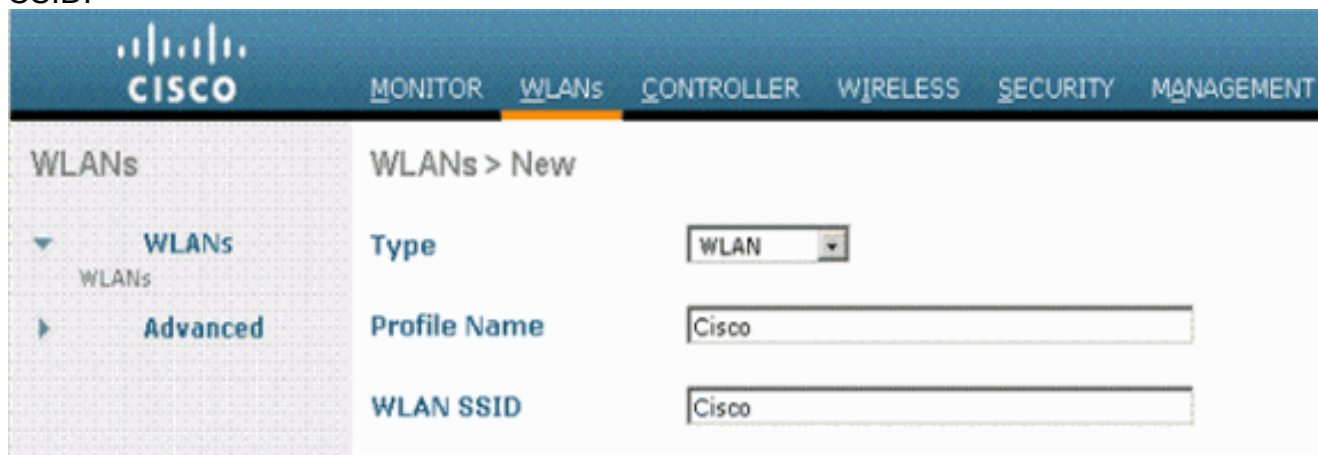 SSID:
CISCO
MONITOR WLANs CONTROLLER WIRELESS SECURITY MANAGEMENT
WLANs
WLANs
WLANs
Advanced
WLANs > New
Type WLAN
Profile Name Cisco
WLAN SSID Cisco